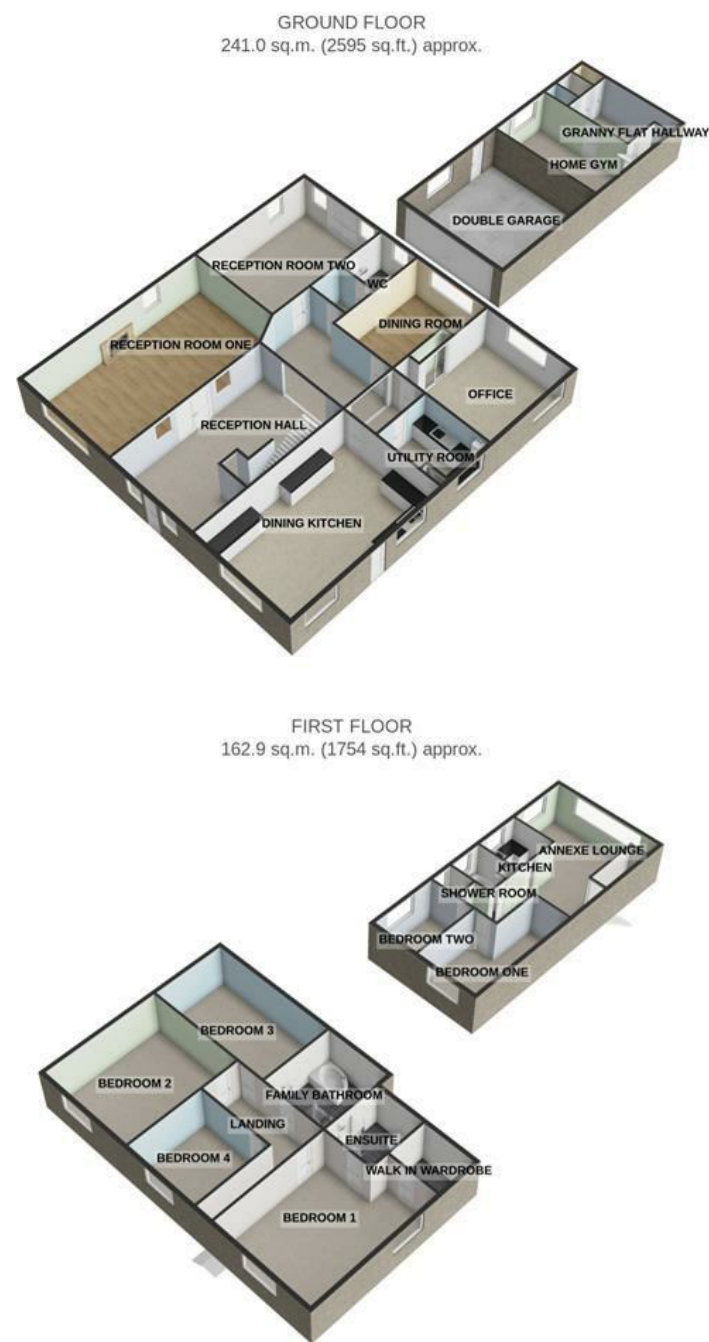 GROUND FLOOR
241.0 sq.m. (2595 sq.ft.) approx.
GRANNY FLAT HALLWAY
HOME GYM
DOUBLE GARAGE
RECEPTION ROOM TWO
WC
DINING ROOM
RECEPTION ROOM ONE
OFFICE
RECEPTION HALL
UTILITY ROOM
DINING KITCHEN
FIRST FLOOR
162.9 sq.m. (1754 sq.ft.) approx.
ANNEXE LOUNGE
KITCHEN
SHOWER ROOM
BEDROOM TWO
BEDROOM ONE
BEDROOM 3
BEDROOM 2
FAMILY BATHROOM
LANDING
ENSUITE
BEDROOM 4
WALK IN WARDROBE
BEDROOM 1